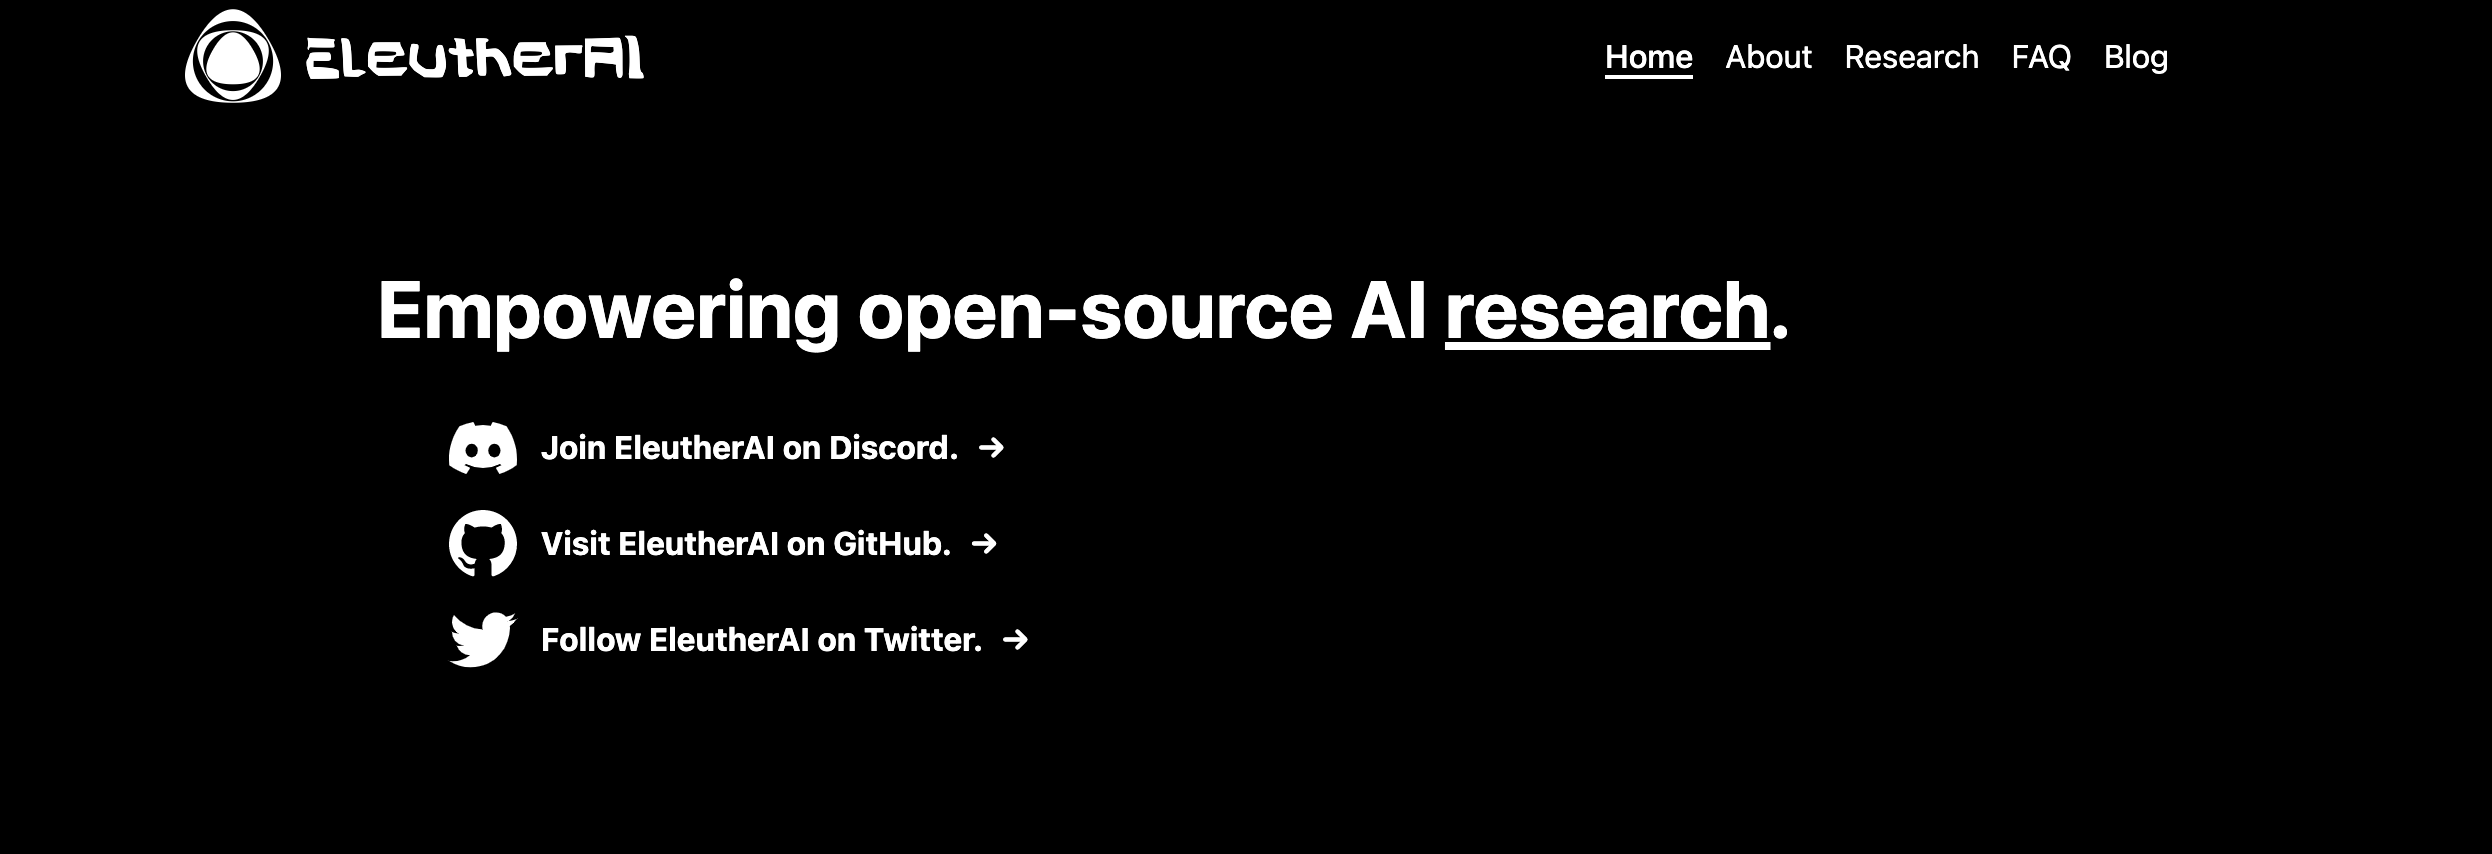 EleutherAI
Home About Research FAQ Blog
Empowering open-source AI research.
Join EleutherAI on Discord. →
Visit EleutherAI on GitHub. →
Follow EleutherAI on Twitter. →